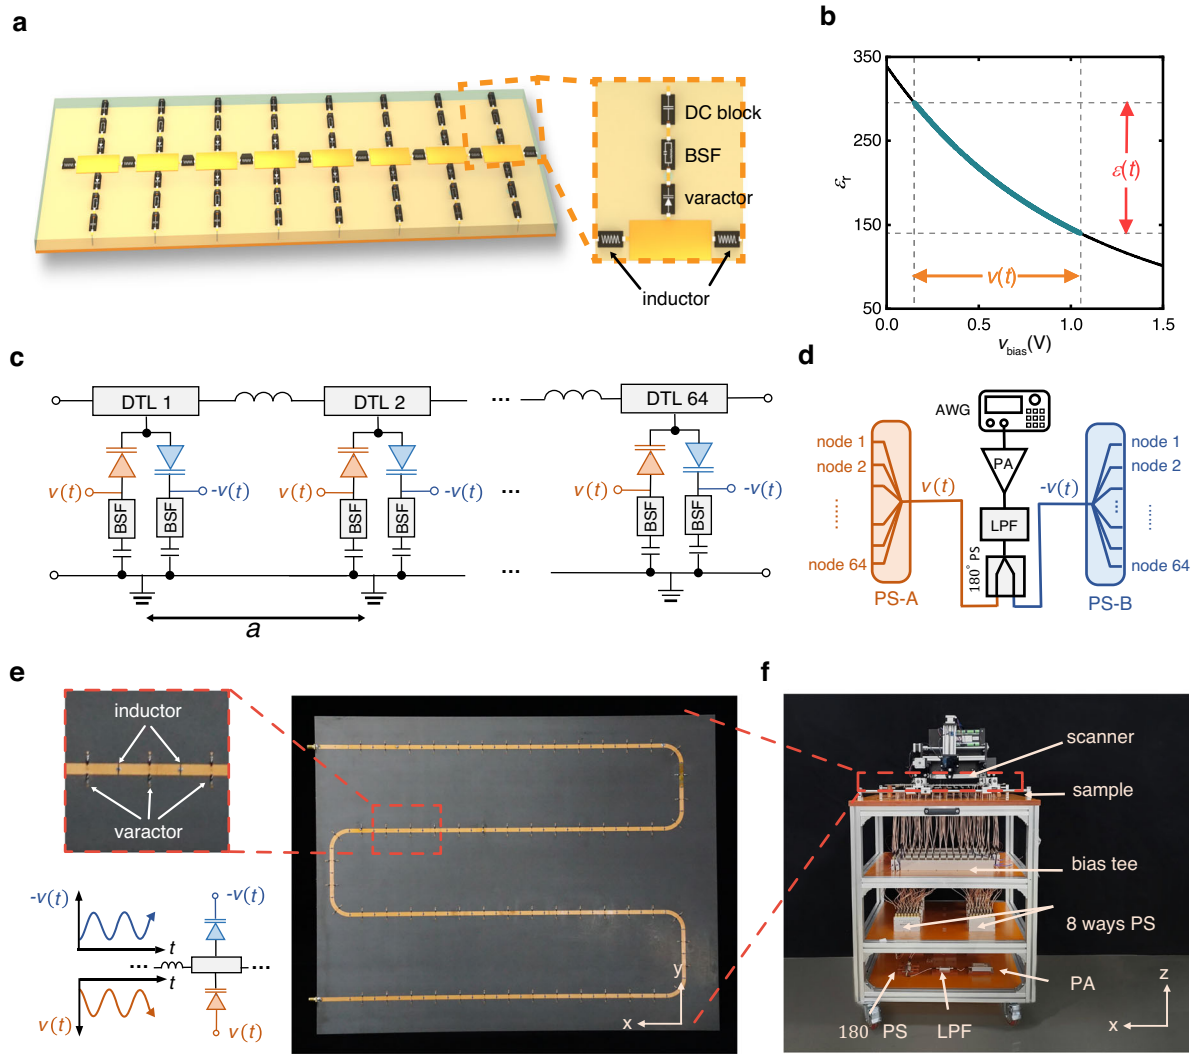 a
DC block
BSF
varactor
inductor
b
350
250
150
50
εr
ε(t)
v(t)
0.0
0.5
1.0
1.5
vbias(V)
c
DTL 1
DTL 2
...
DTL 64
v(t)
-v(t)
v(t)
-v(t)
...
v(t)
-v(t)
BSF
BSF
BSF
BSF
BSF
BSF
...
a
d
AWG
PA
LPF
180° PS
node 1
node 2
......
node 64
PS-A
v(t)
-v(t)
node 1
node 2
...
......
node 64
PS-B
e
inductor
varactor
-v(t)
t
-v(t)
...
...
t
v(t)
v(t)
y
x
f
scanner
sample
bias tee
8 ways PS
PA
180 PS
LPF
z
x